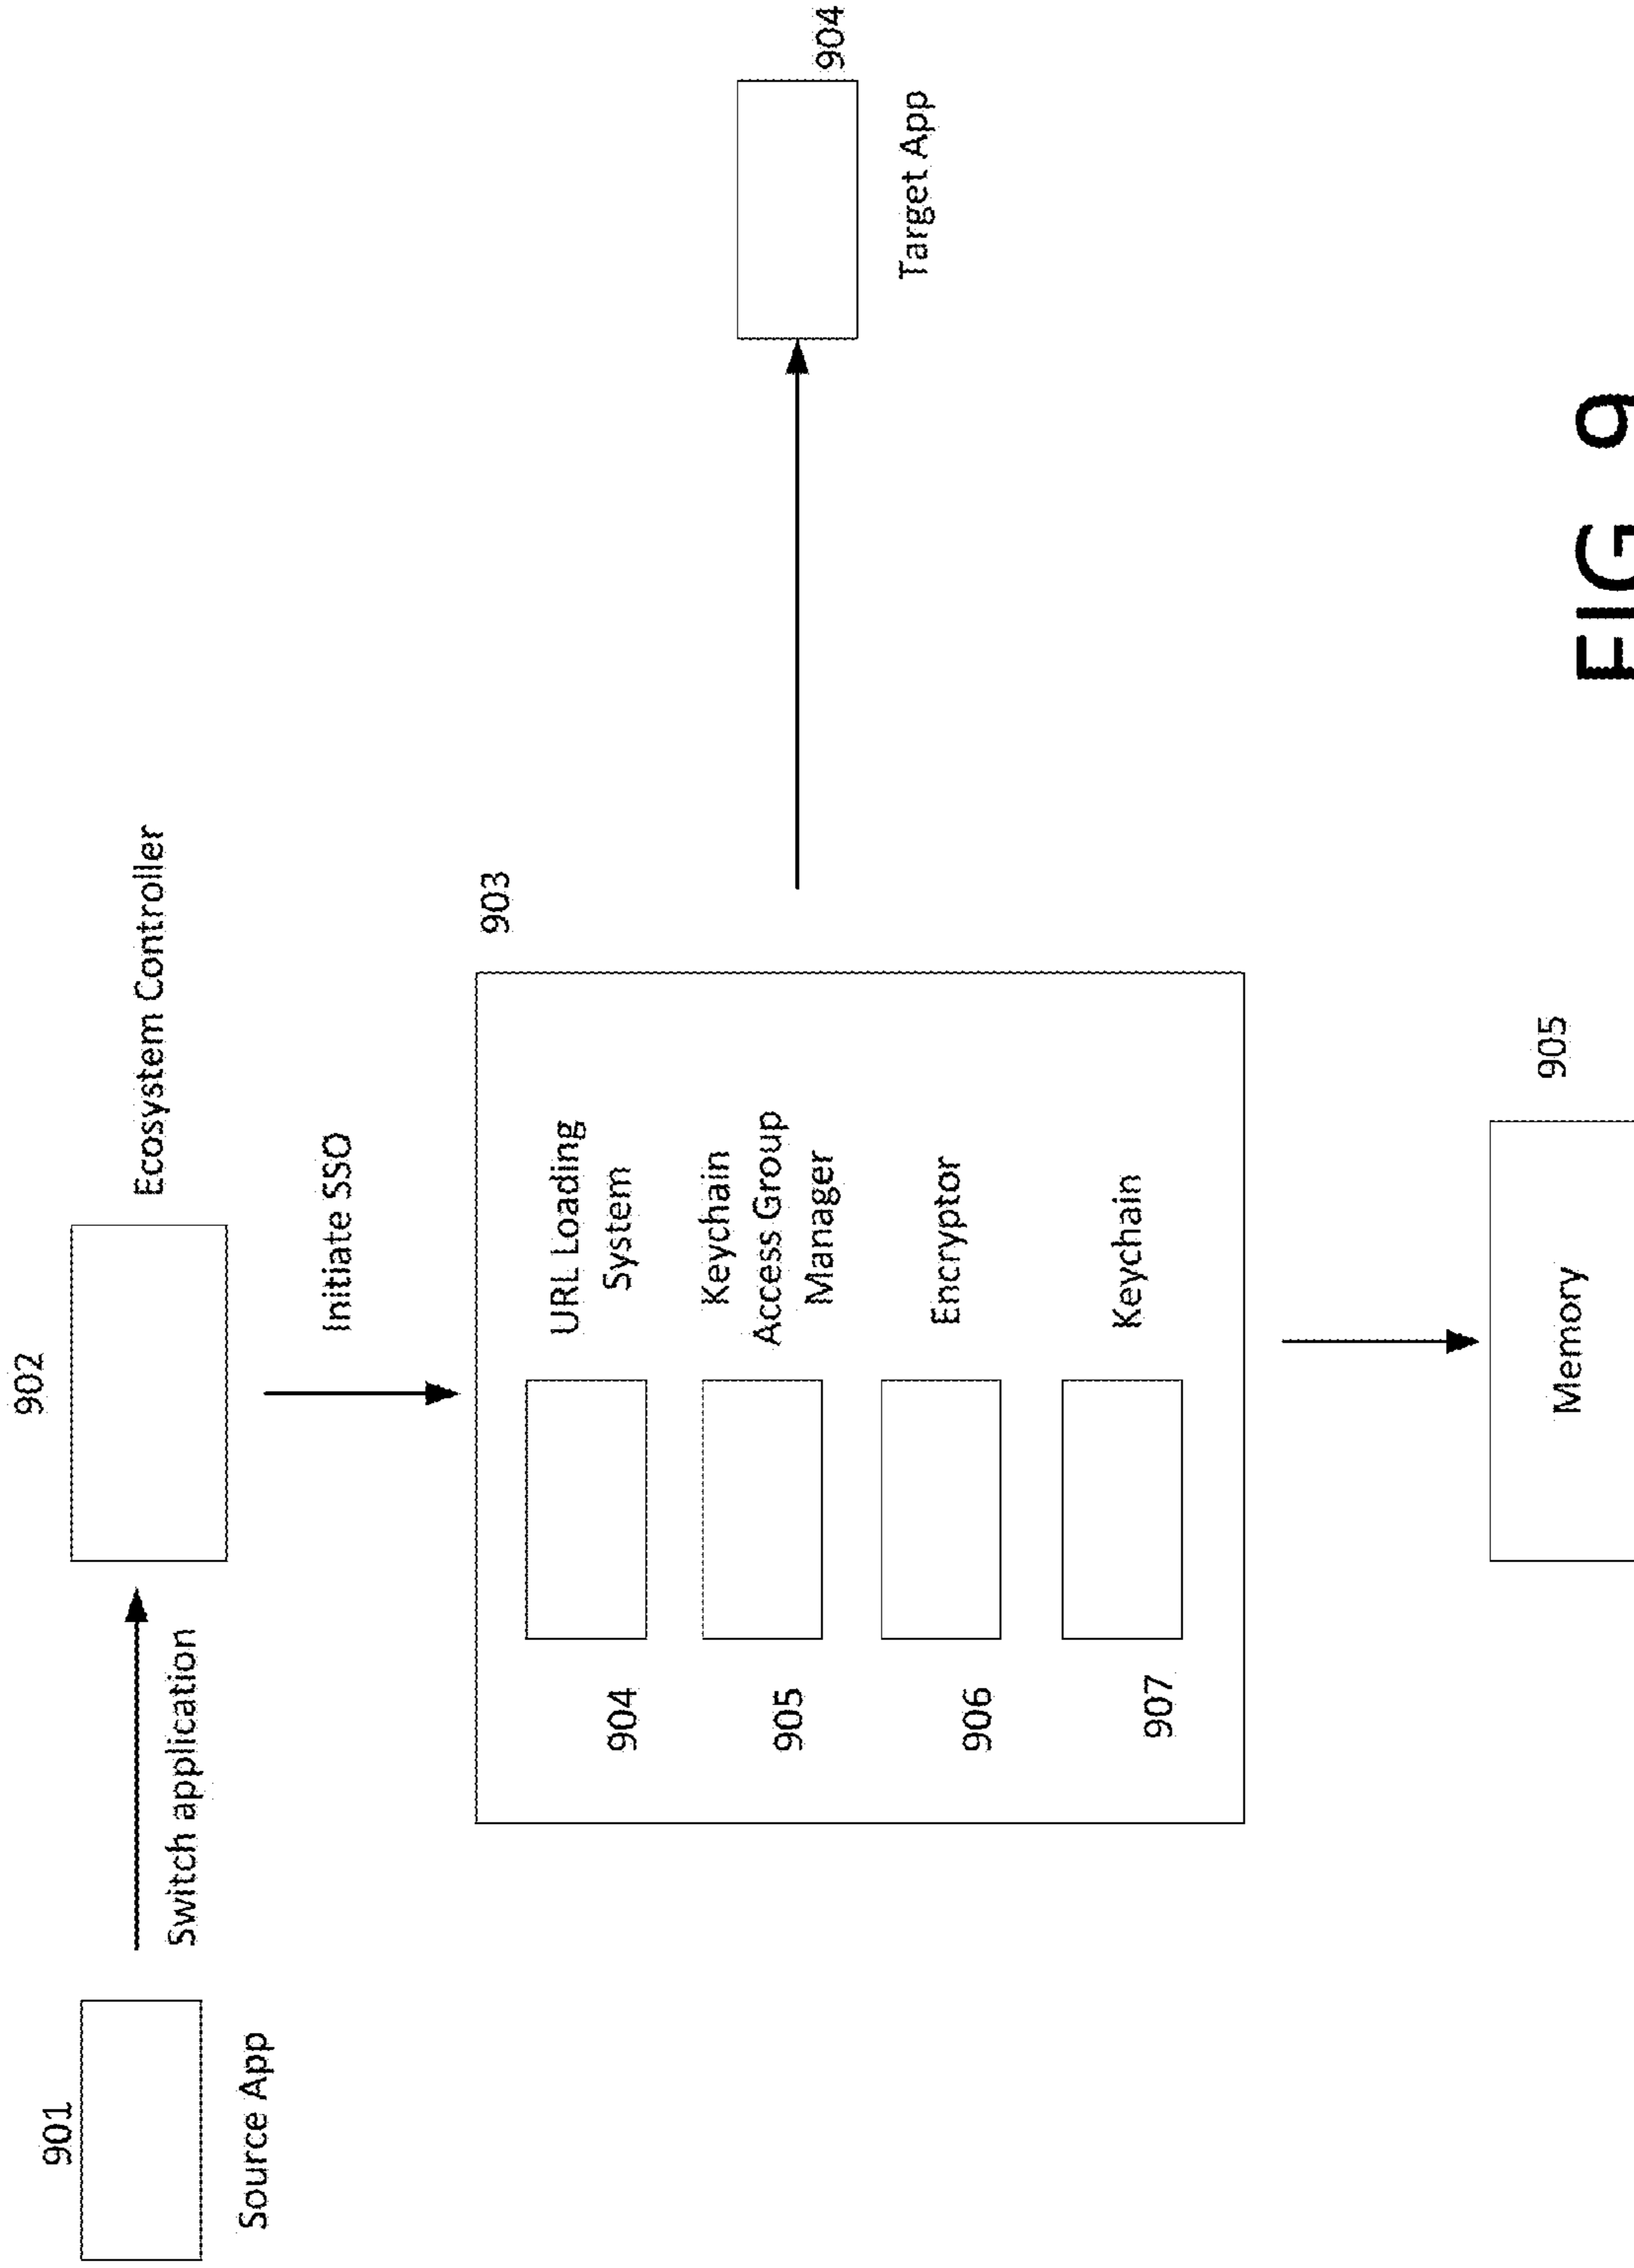 901
Source App
Switch application
902
Ecosystem Controller
Initiate SSO
903
904
URL Loading
System
905
Keychain
Access Group
Manager
906
Encryptor
907
Keychain
904
Target App
905
Memory
FIG 9